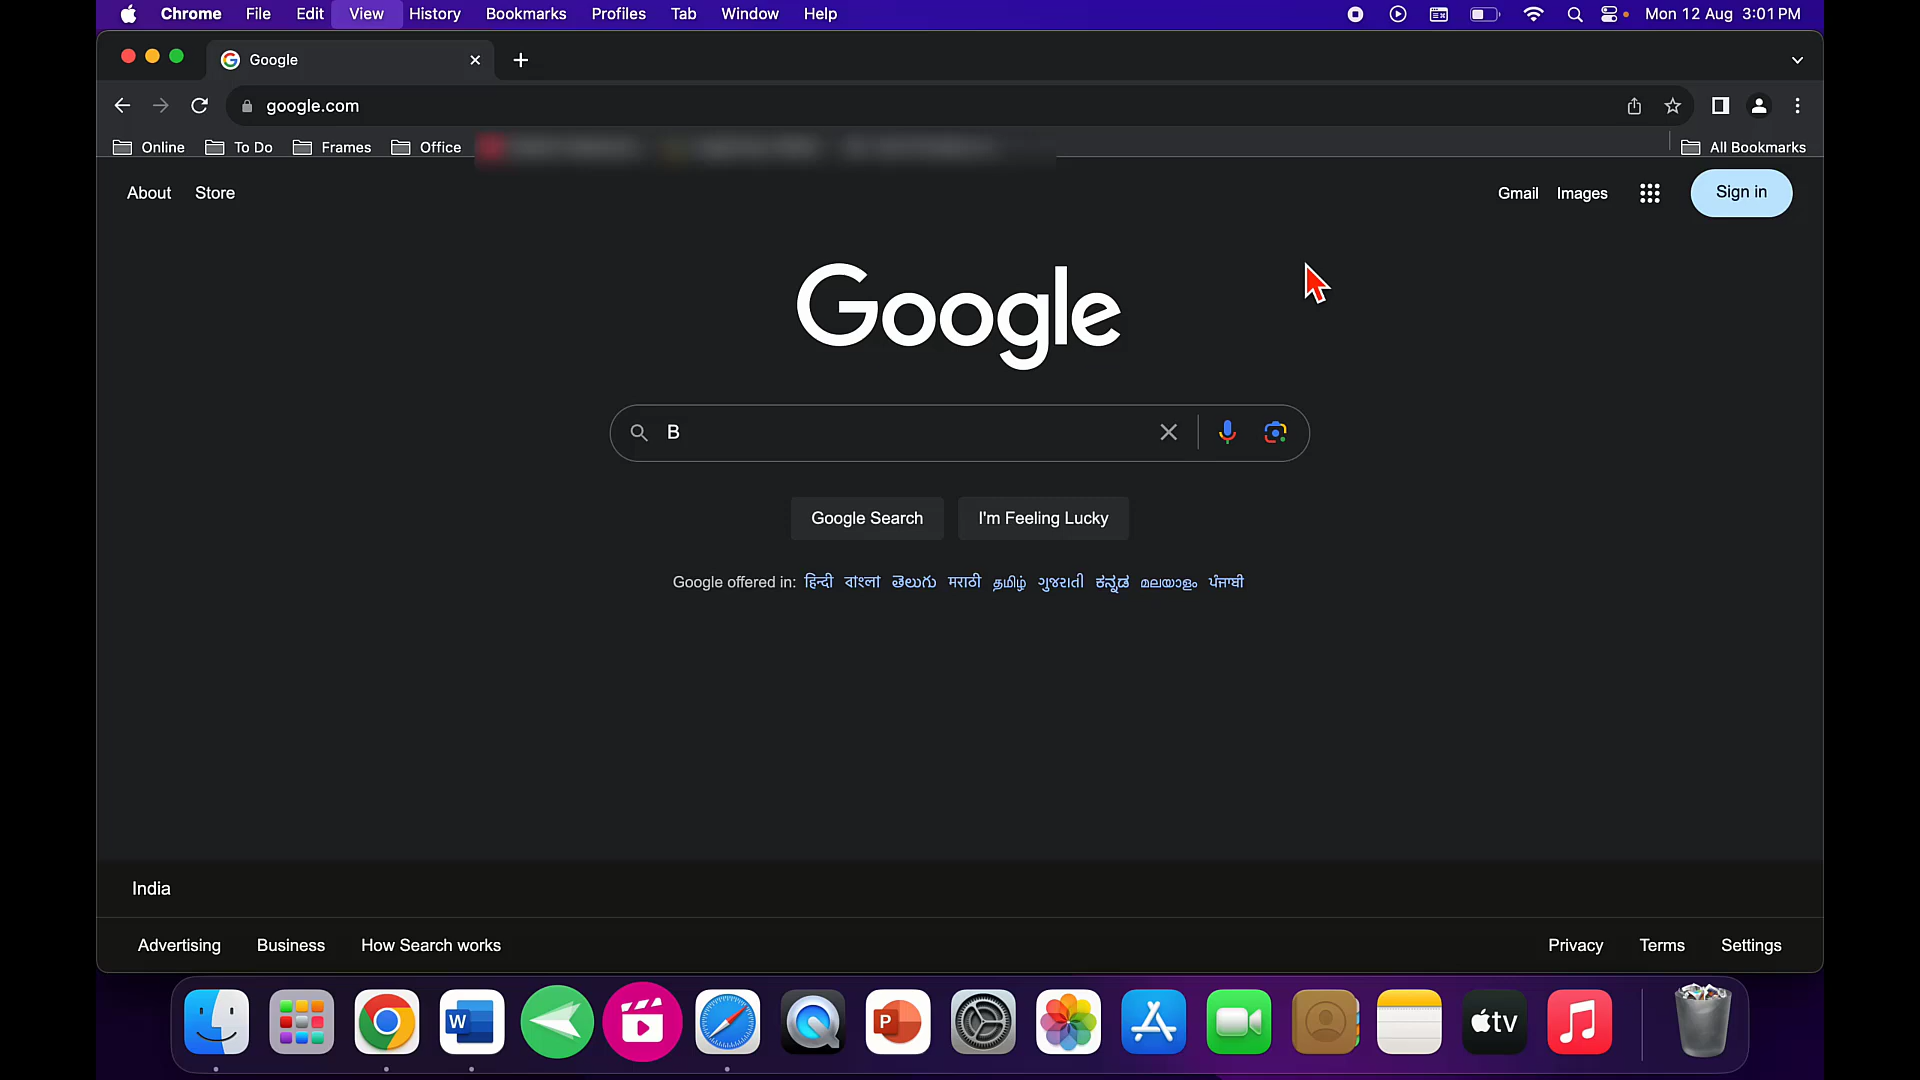 Chrome File Edit View History Bookmarks Profiles Tab Window Help Mon 12 Aug 3:01 PM
Google
google.com
Online To Do Frames Office All Bookmarks
About Store Gmail Images Sign in
Google
B
Google Search I'm Feeling Lucky
Google offered in: हिन्दी বাংলা తెలుగు मराठी தமிழ் ગુજરાતી ಕನ್ನಡ മലയാളം ਪੰਜਾਬੀ
India
Advertising Business How Search works Privacy Terms Settings
W P tv